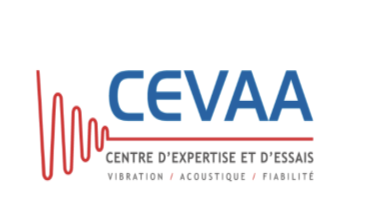 CEVAA
CENTRE D'EXPERTISE ET D'ESSAIS
VIBRATION / ACOUSTIQUE / FIABILITÉ